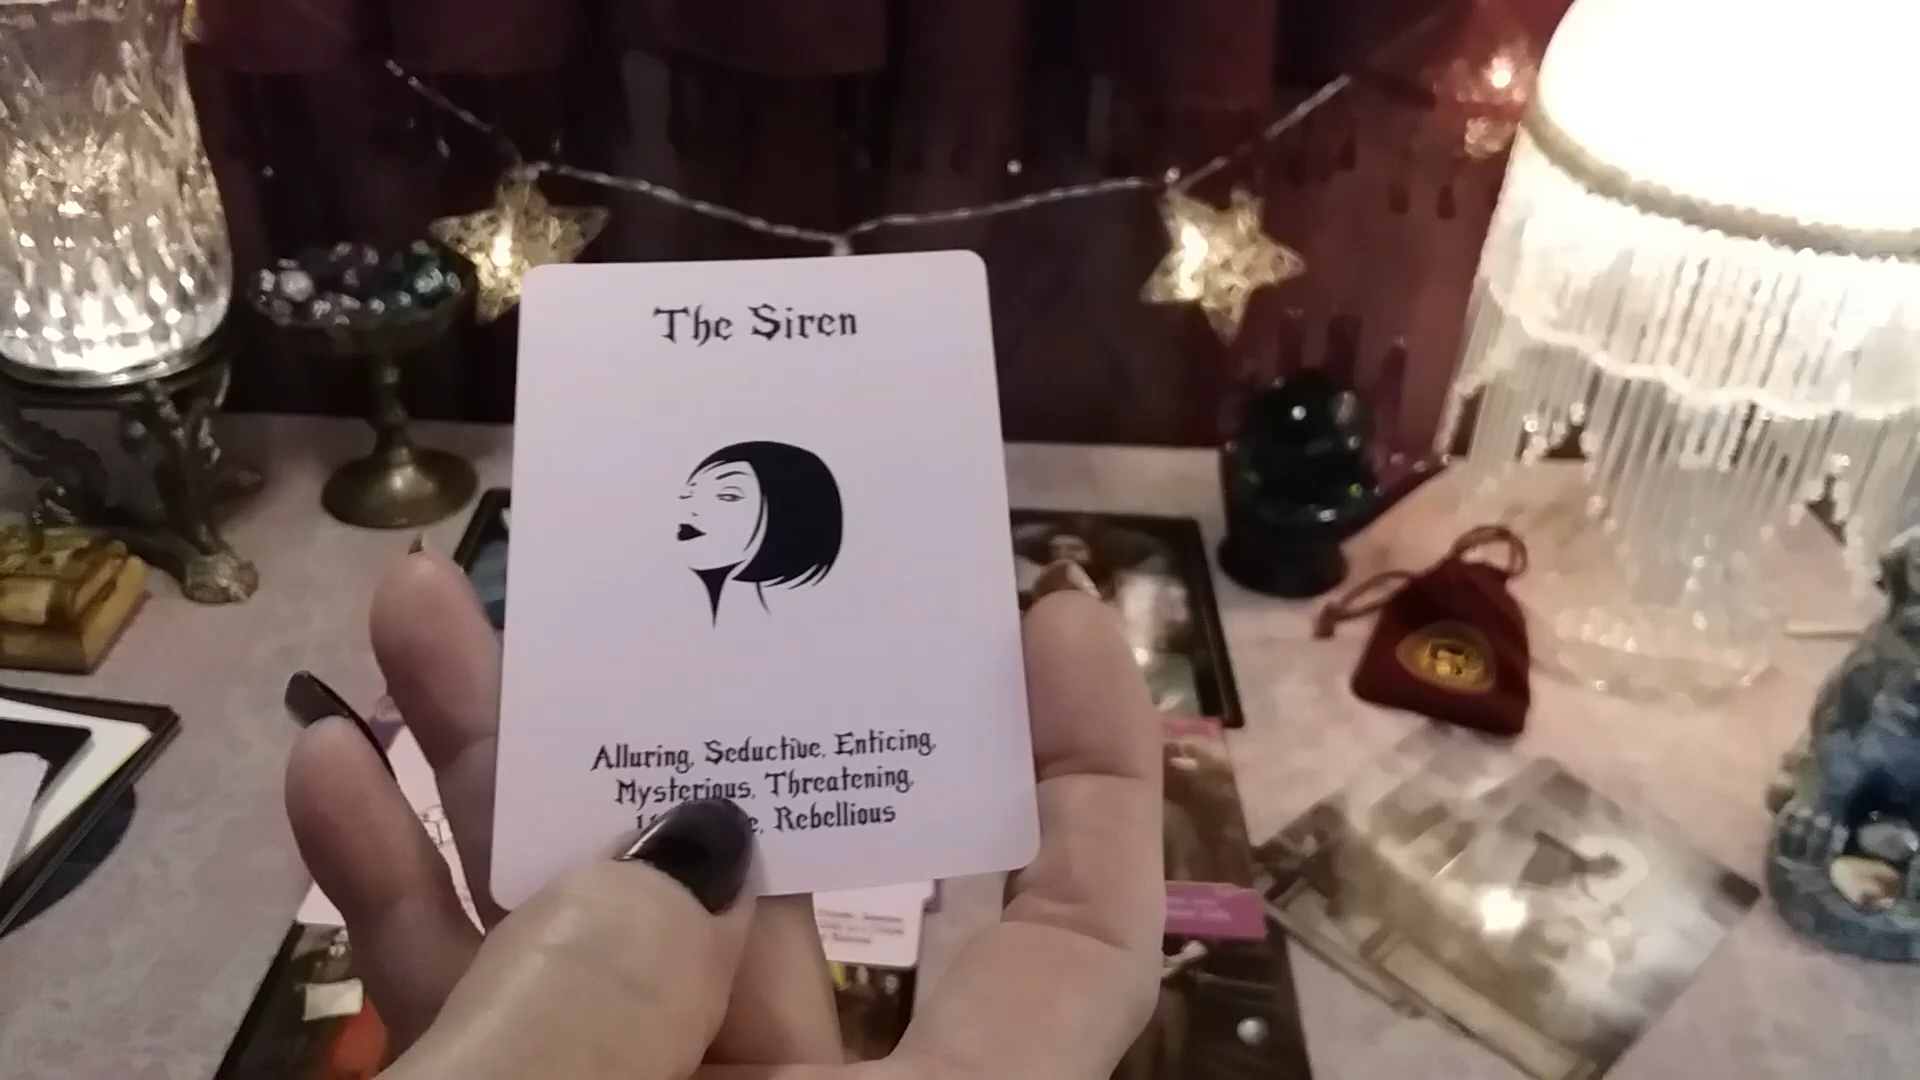 The Siren
Alluring, Seductive, Enticing,
Mysterious, Threatening,
Rebellious